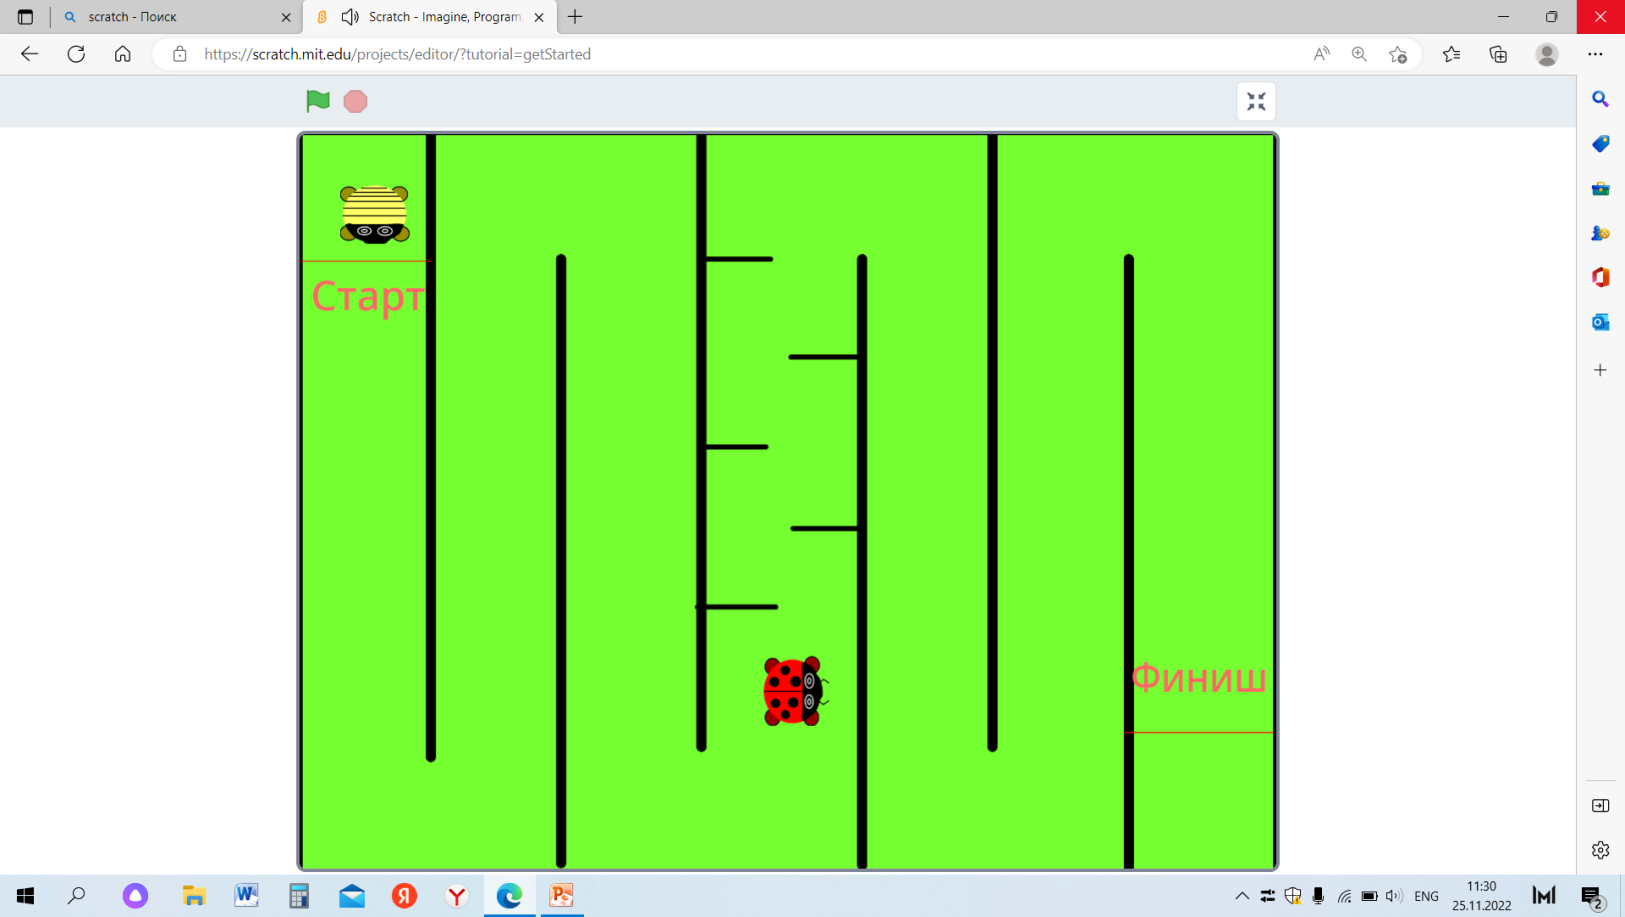 scratch - Поиск
Scratch - Imagine, Program,
https://scratch.mit.edu/projects/editor/?tutorial=getStarted
Старт
Финиш
ENG
11:30
25.11.2022
2